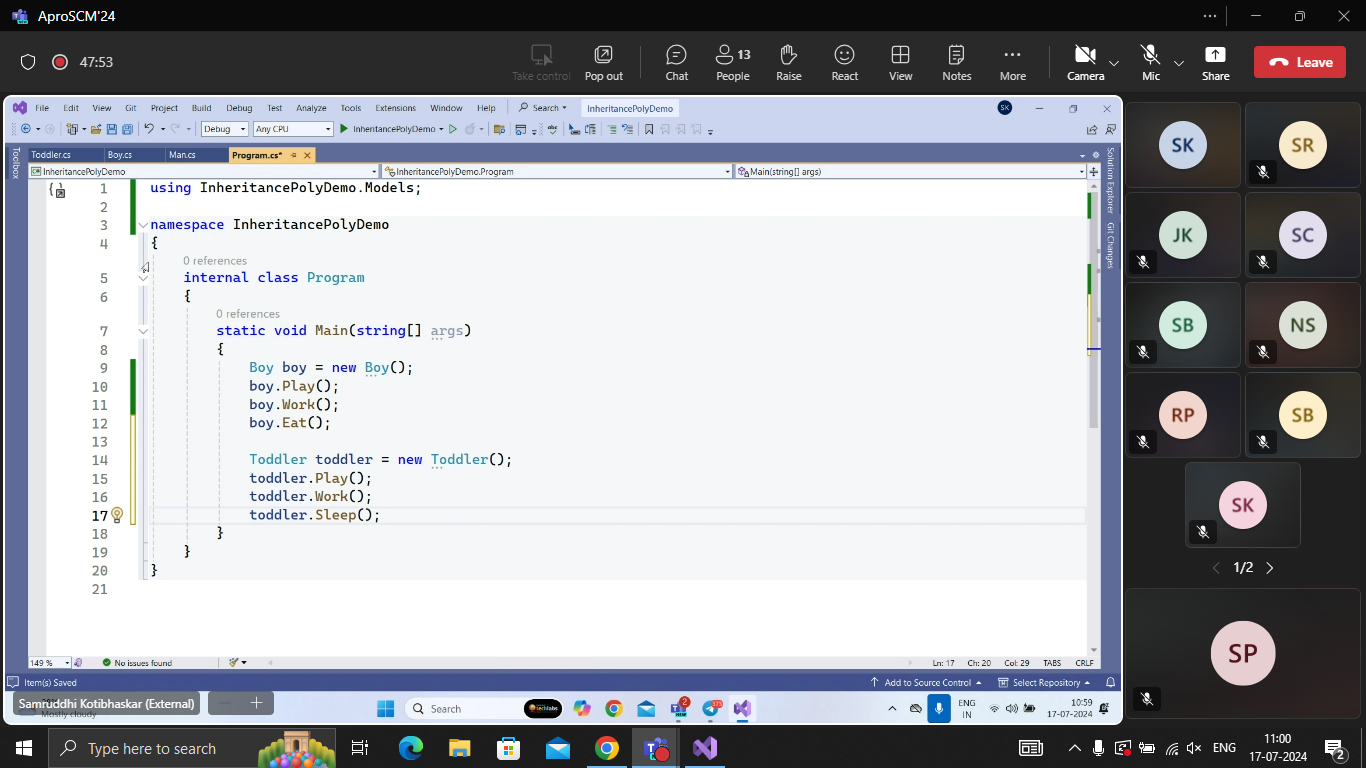 AproSCM'24
47:53
Take control
Pop out
Chat
13
People
Raise
React
View
Notes
More
Camera
Mic
Share
Leave
File Edit View Git Project Build Debug Test Analyze Tools Extensions Window Help Search InheritancePolyDemo SK
Debug Any CPU InheritancePolyDemo
Toolbox
Toddler.cs Boy.cs Man.cs Program.cs*
InheritancePolyDemo InheritancePolyDemo.Program Main(string[] args)
Solution Explorer
Git Changes
1 using InheritancePolyDemo.Models;
2
3 namespace InheritancePolyDemo
4 {
0 references
5 internal class Program
6 {
0 references
7 static void Main(string[] args)
8 {
9 Boy boy = new Boy();
10 boy.Play();
11 boy.Work();
12 boy.Eat();
13
14 Toddler toddler = new Toddler();
15 toddler.Play();
16 toddler.Work();
17 toddler.Sleep();
18 }
19 }
20 }
21
149 % No issues found Ln: 17 Ch: 20 Col: 29 TABS CRLF
Item(s) Saved Add to Source Control Select Repository
Samruddhi Kotibhaskar (External)
Mostly cloudy
Search
techlabs
2
175
ENG
IN
10:59
17-07-2024
SK
SR
JK
SC
SB
NS
RP
SB
SK
1/2
SP
Type here to search
ENG
11:00
17-07-2024
2